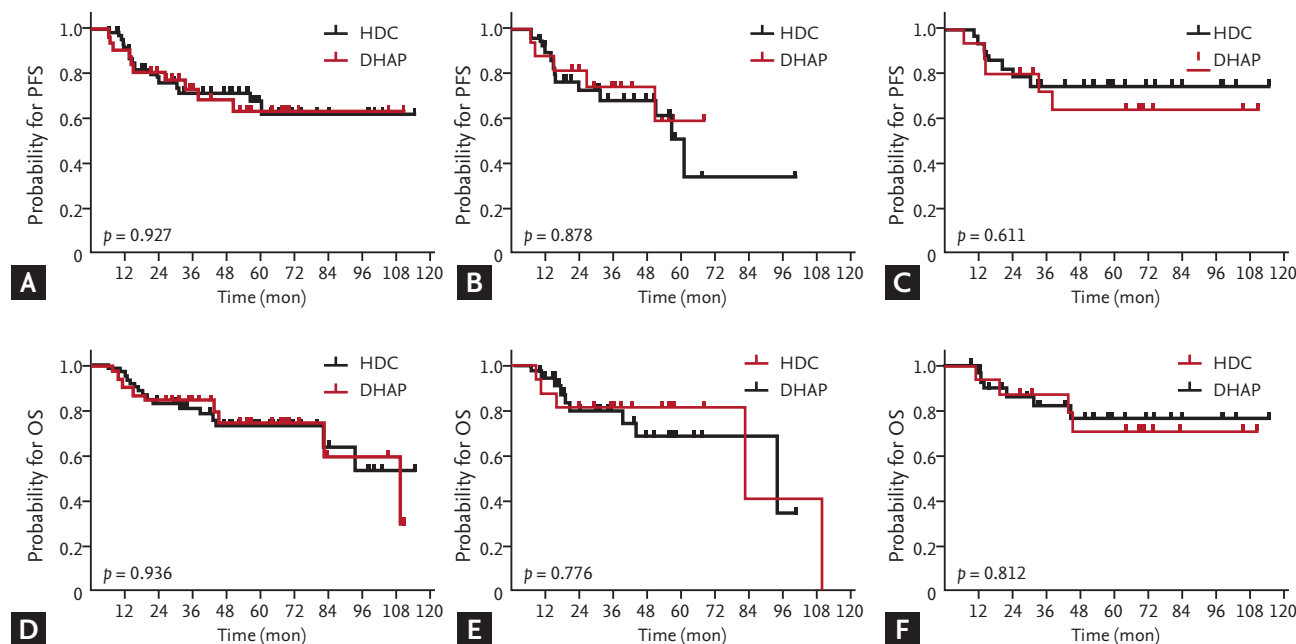 1.0
0.8
0.6
0.4
0.2
0
Probability for PFS
HDC
DHAP
p = 0.927
12 24 36 48 60 72 84 96 108 120
Time (mon)
A
1.0
0.8
0.6
0.4
0.2
0
Probability for PFS
HDC
DHAP
p = 0.878
12 24 36 48 60 72 84 96 108 120
Time (mon)
B
1.0
0.8
0.6
0.4
0.2
0
Probability for PFS
HDC
DHAP
p = 0.611
12 24 36 48 60 72 84 96 108 120
Time (mon)
C
1.0
0.8
0.6
0.4
0.2
0
Probability for OS
HDC
DHAP
p = 0.936
12 24 36 48 60 72 84 96 108 120
Time (mon)
D
1.0
0.8
0.6
0.4
0.2
0
Probability for OS
HDC
DHAP
p = 0.776
12 24 36 48 60 72 84 96 108 120
Time (mon)
E
1.0
0.8
0.6
0.4
0.2
0
Probability for OS
HDC
DHAP
p = 0.812
12 24 36 48 60 72 84 96 108 120
Time (mon)
F